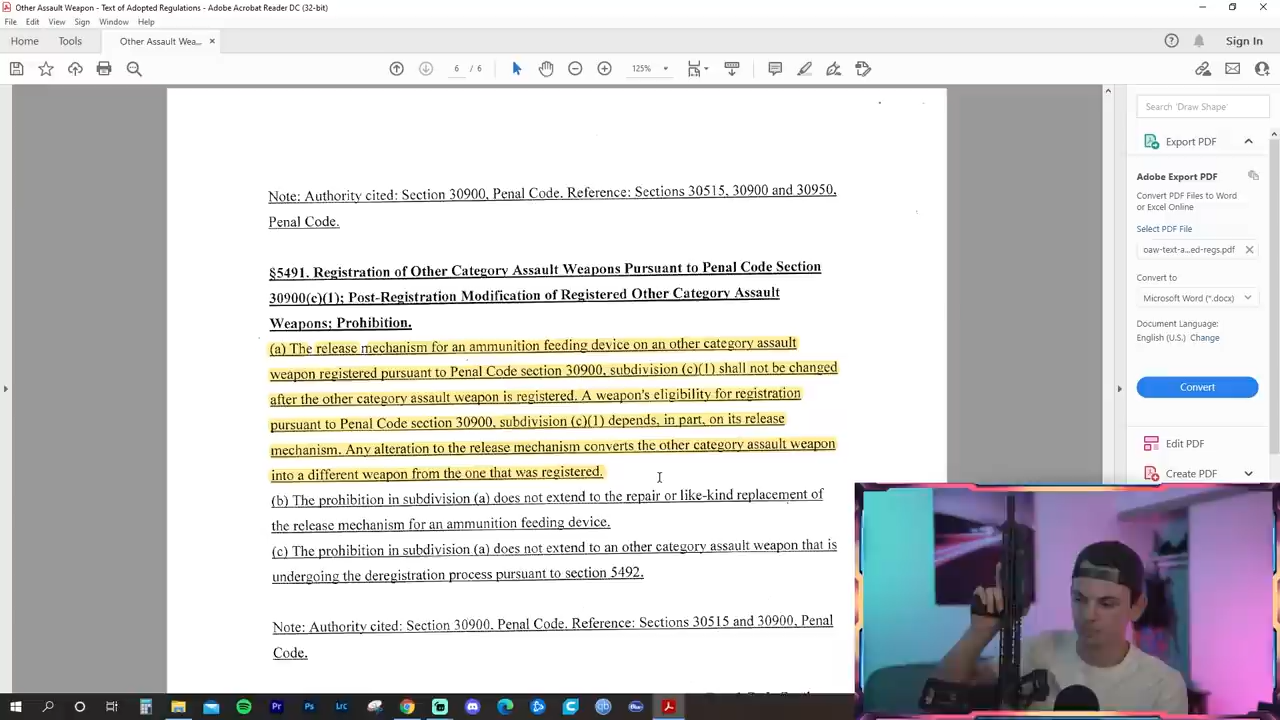 Other Assault Weapon - Text of Adopted Regulations - Adobe Acrobat Reader DC (32-bit)
File Edit View Sign Window Help
Home Tools Other Assault Wea... × Sign In
6 / 6 125%
Search 'Draw Shape'
Export PDF
Adobe Export PDF
Convert PDF Files to Word
or Excel Online
Select PDF File
oaw-text-a...ed-regs.pdf
Convert to
Microsoft Word (*.docx)
Document Language:
English (U.S.) Change
Convert
Edit PDF
Create PDF
Note: Authority cited: Section 30900, Penal Code. Reference: Sections 30515, 30900 and 30950,
Penal Code.
§5491. Registration of Other Category Assault Weapons Pursuant to Penal Code Section
30900(c)(1); Post-Registration Modification of Registered Other Category Assault
Weapons; Prohibition.
(a) The release mechanism for an ammunition feeding device on an other category assault
weapon registered pursuant to Penal Code section 30900, subdivision (c)(1) shall not be changed
after the other category assault weapon is registered. A weapon's eligibility for registration
pursuant to Penal Code section 30900, subdivision (c)(1) depends, in part, on its release
mechanism. Any alteration to the release mechanism converts the other category assault weapon
into a different weapon from the one that was registered.
(b) The prohibition in subdivision (a) does not extend to the repair or like-kind replacement of
the release mechanism for an ammunition feeding device.
(c) The prohibition in subdivision (a) does not extend to an other category assault weapon that is
undergoing the deregistration process pursuant to section 5492.
Note: Authority cited: Section 30900, Penal Code. Reference: Sections 30515 and 30900, Penal
Code.
Pr Ps Lrc